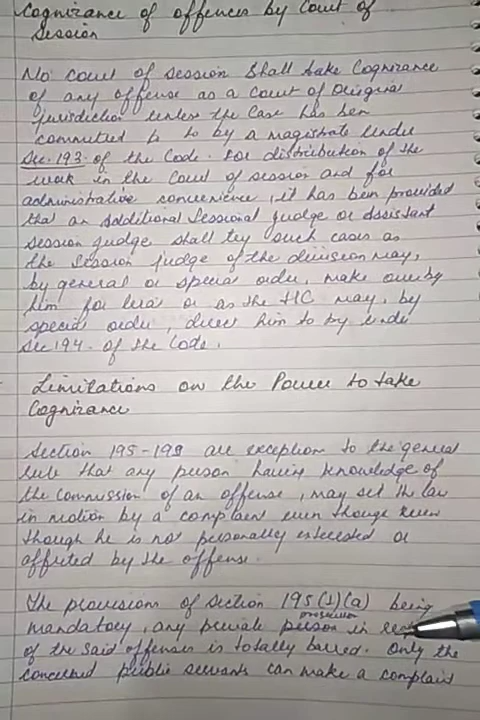 Cognizance of offences by Court of
Session
No court of session shall take Cognizance
of any offense as a court of Original
jurisdiction unless the Case has been
committed to to by a magistrate under
Sec. 193 of the Code. For distribution of the
work in the Court of session and for
administrative convenience, it has been provided
that an additional Sessional judge or assistant
session judge shall try such cases as
the Session judge of the division may,
by general or special order, make over by
him for or as the HC may, by
special order, direct him to by under
Sec 194. of the Code.
Limitations on the Power to take
Cognizance
Section 195-199 are exception to the general
rule that any person having knowledge of
the commission of an offense, may set the law
in motion by a complaint even though even
though he is not personally interested or
affected by the offense.
The provisions of section 195(1)(a) being
prosecution
mandatory, any private person in
of the said offenses is totally barred. Only the
concerned public servants can make a complaint